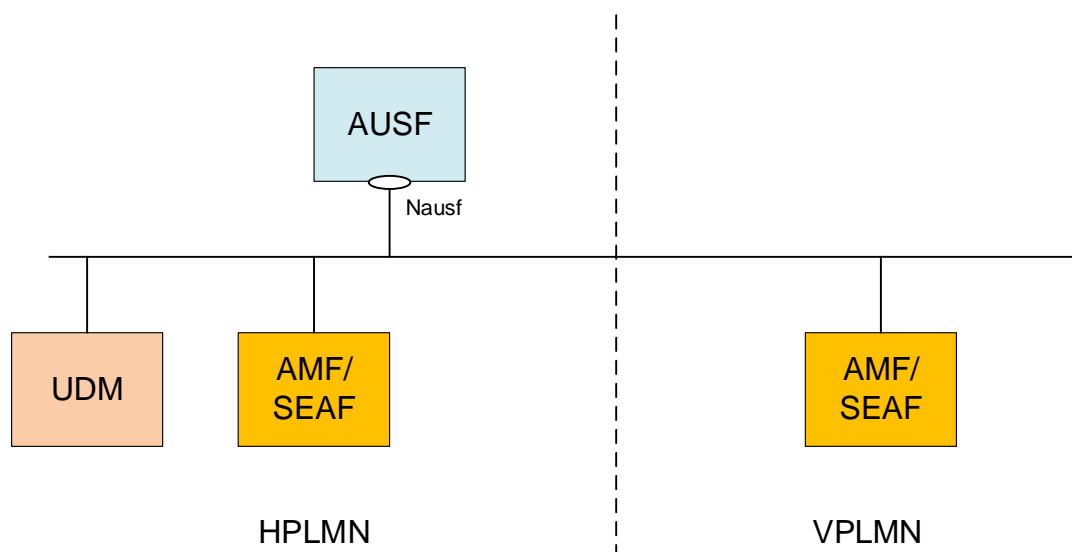 AUSF
Nausf
UDM
AMF/
SEAF
AMF/
SEAF
HPLMN
VPLMN